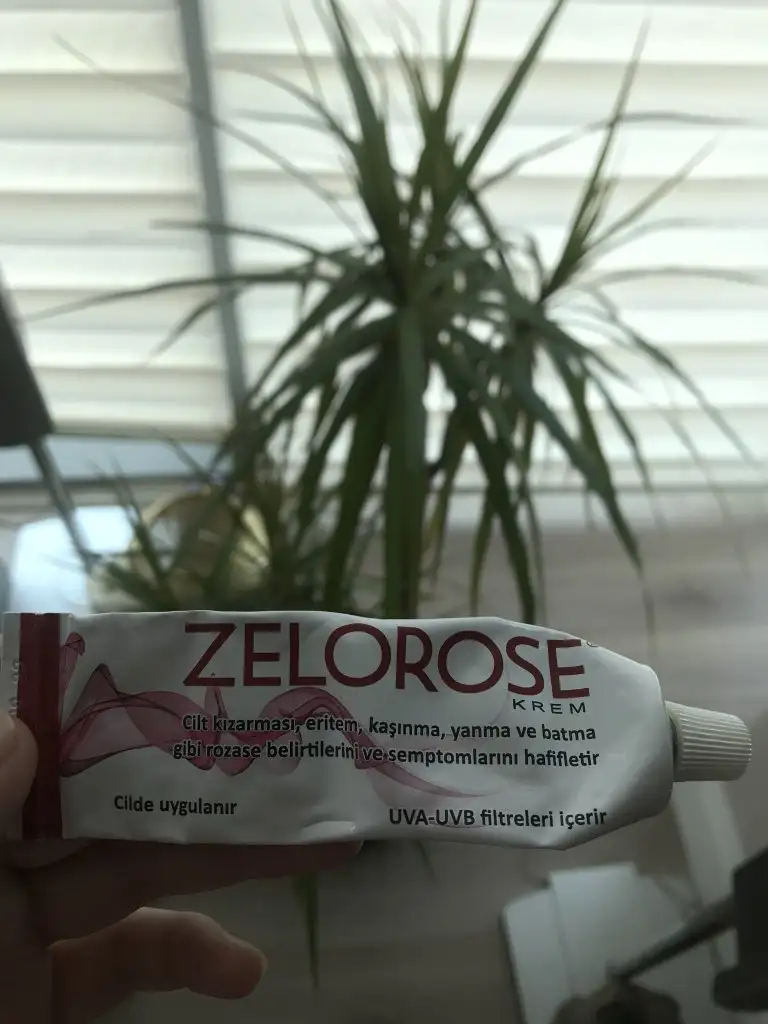 ZELOROSE
KREM
Cilt kızarması, eritem, kaşınma, yanma ve batma
gibi rozase belirtilerini ve semptomlarını hafifletir
Cilde uygulanır
UVA-UVB filtreleri içerir